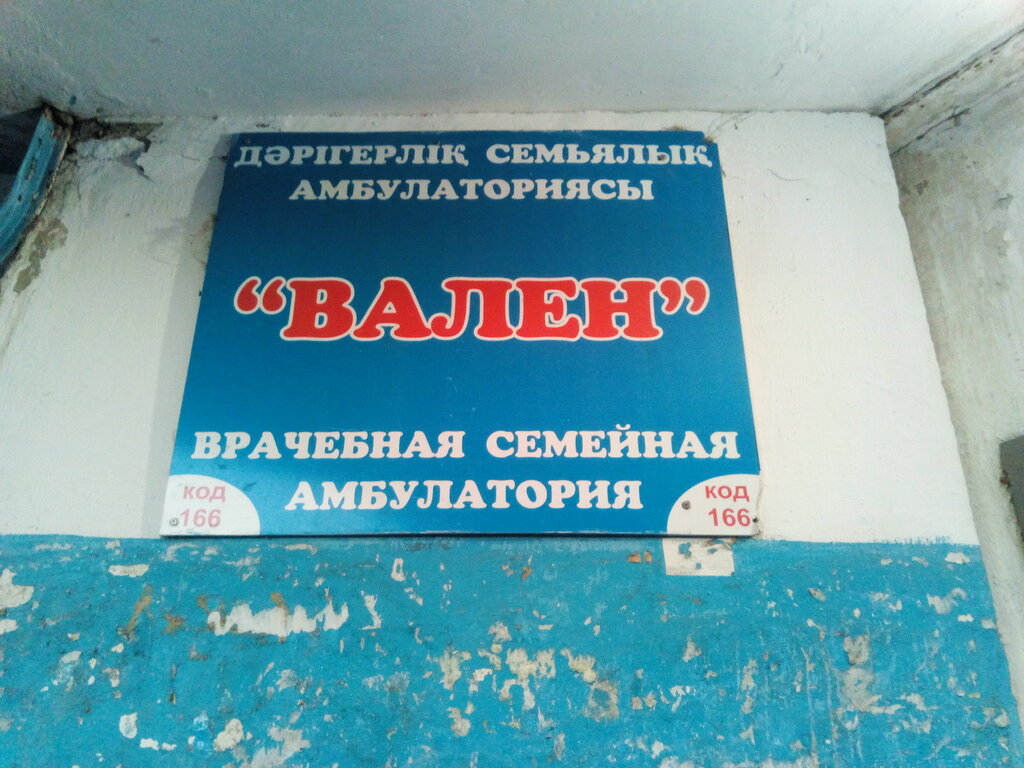 ДӘРІГЕРЛІҚ СЕМЬЯЛЫҚ
АМБУЛАТОРИЯСЫ
“ВАЛЕН”
ВРАЧЕБНАЯ СЕМЕЙНАЯ
АМБУЛАТОРИЯ
КОД
166
КОД
166